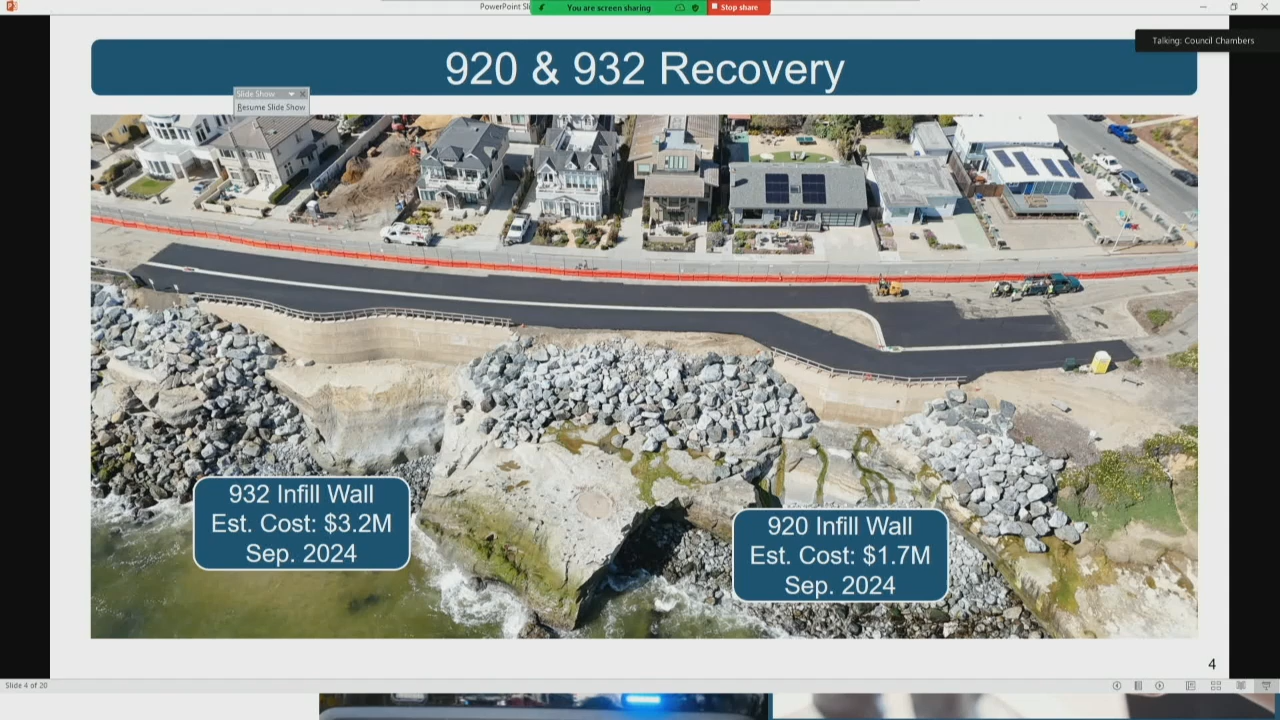 PowerPoint Sli
You are screen sharing
Stop share
Talking: Council Chambers
920 & 932 Recovery
Slide Show
Resume Slide Show
932 Infill Wall
Est. Cost: $3.2M
Sep. 2024
920 Infill Wall
Est. Cost: $1.7M
Sep. 2024
4
Slide 4 of 20